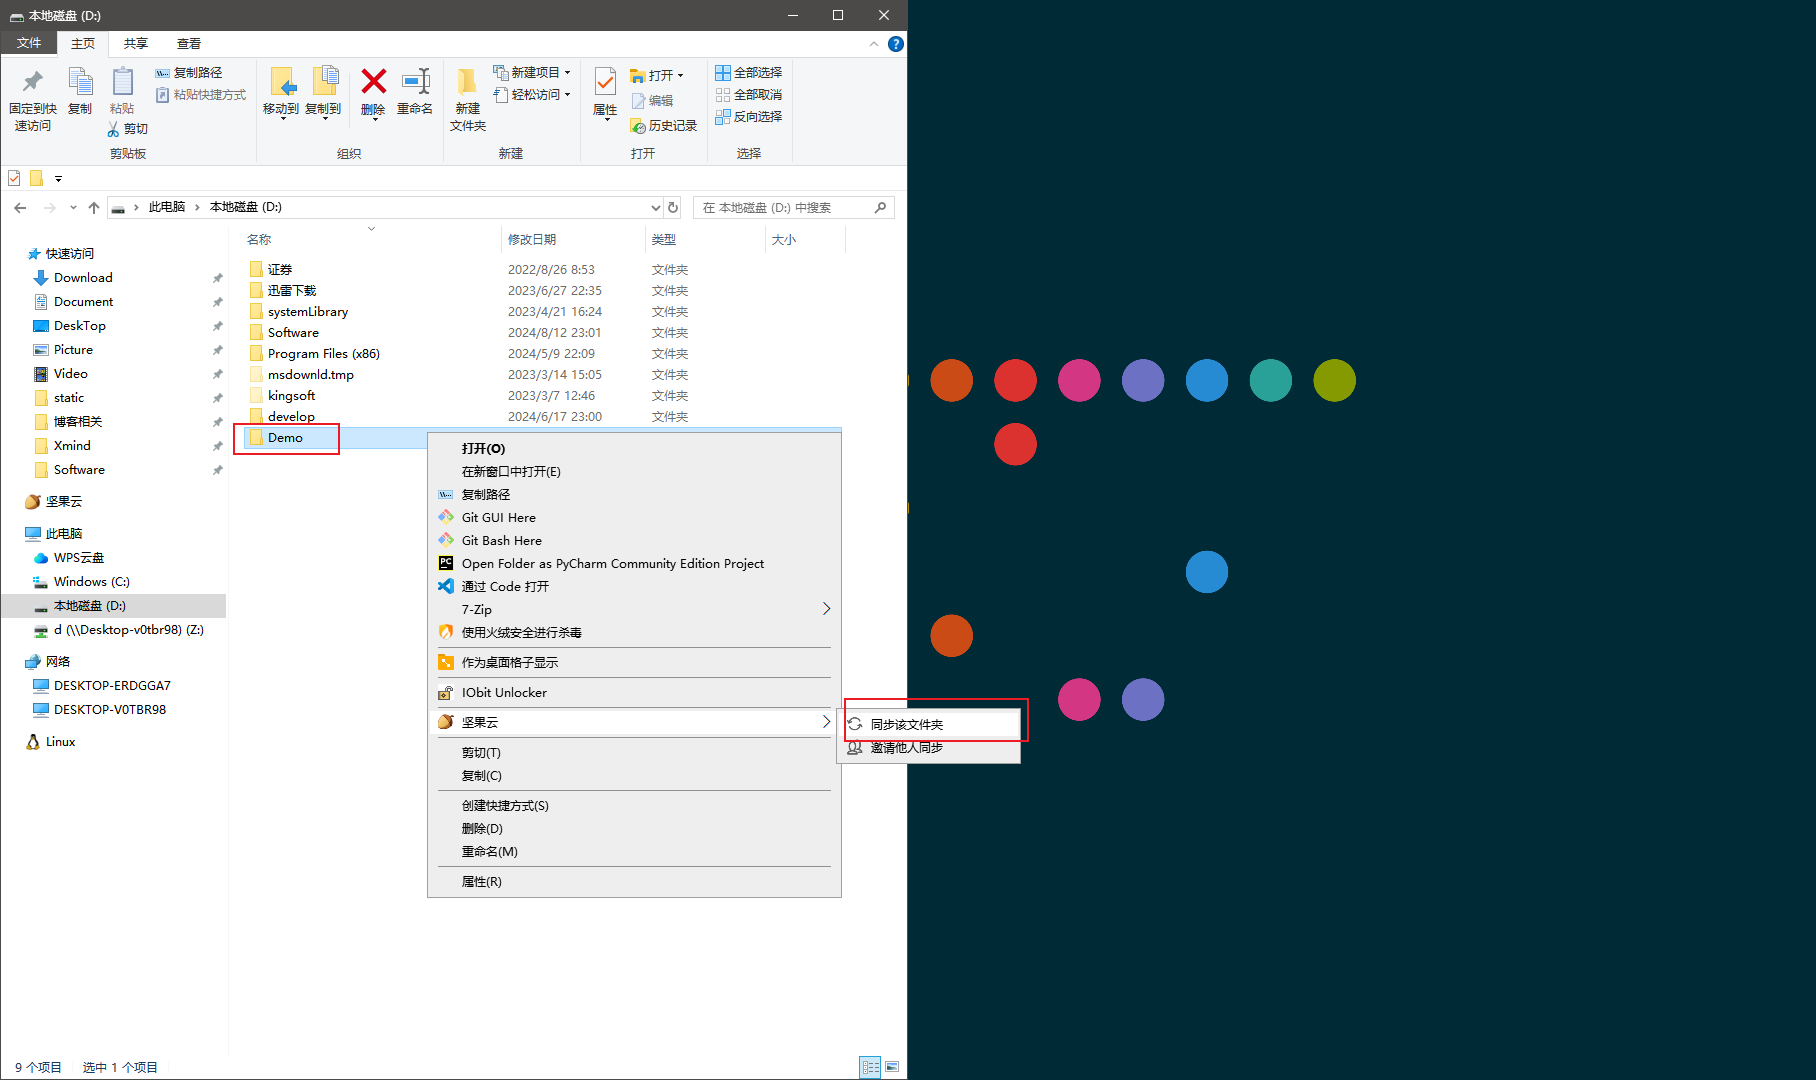 本地磁盘 (D:)
文件 主页 共享 查看
固定到快速访问
复制
粘贴
复制路径
粘贴快捷方式
剪切
剪贴板
移动到
复制到
删除
重命名
组织
新建文件夹
新建项目
轻松访问
新建
属性
打开
编辑
历史记录
打开
全部选择
全部取消
反向选择
选择
此电脑 本地磁盘 (D:)
在 本地磁盘 (D:) 中搜索
快速访问
Download
Document
DeskTop
Picture
Video
static
博客相关
Xmind
Software
坚果云
此电脑
WPS云盘
Windows (C:)
本地磁盘 (D:)
d (\\Desktop-v0tbr98) (Z:)
网络
DESKTOP-ERDGGA7
DESKTOP-V0TBR98
Linux
名称 修改日期 类型 大小
证券 2022/8/26 8:53 文件夹
迅雷下载 2023/6/27 22:35 文件夹
systemLibrary 2023/4/21 16:24 文件夹
Software 2024/8/12 23:01 文件夹
Program Files (x86) 2024/5/9 22:09 文件夹
msdownld.tmp 2023/3/14 15:05 文件夹
kingsoft 2023/3/7 12:46 文件夹
develop 2024/6/17 23:00 文件夹
Demo
打开(O)
在新窗口中打开(E)
复制路径
Git GUI Here
Git Bash Here
Open Folder as PyCharm Community Edition Project
通过 Code 打开
7-Zip
使用火绒安全进行杀毒
作为桌面格子显示
IObit Unlocker
坚果云
剪切(T)
复制(C)
创建快捷方式(S)
删除(D)
重命名(M)
属性(R)
同步该文件夹
邀请他人同步
9 个项目 选中 1 个项目